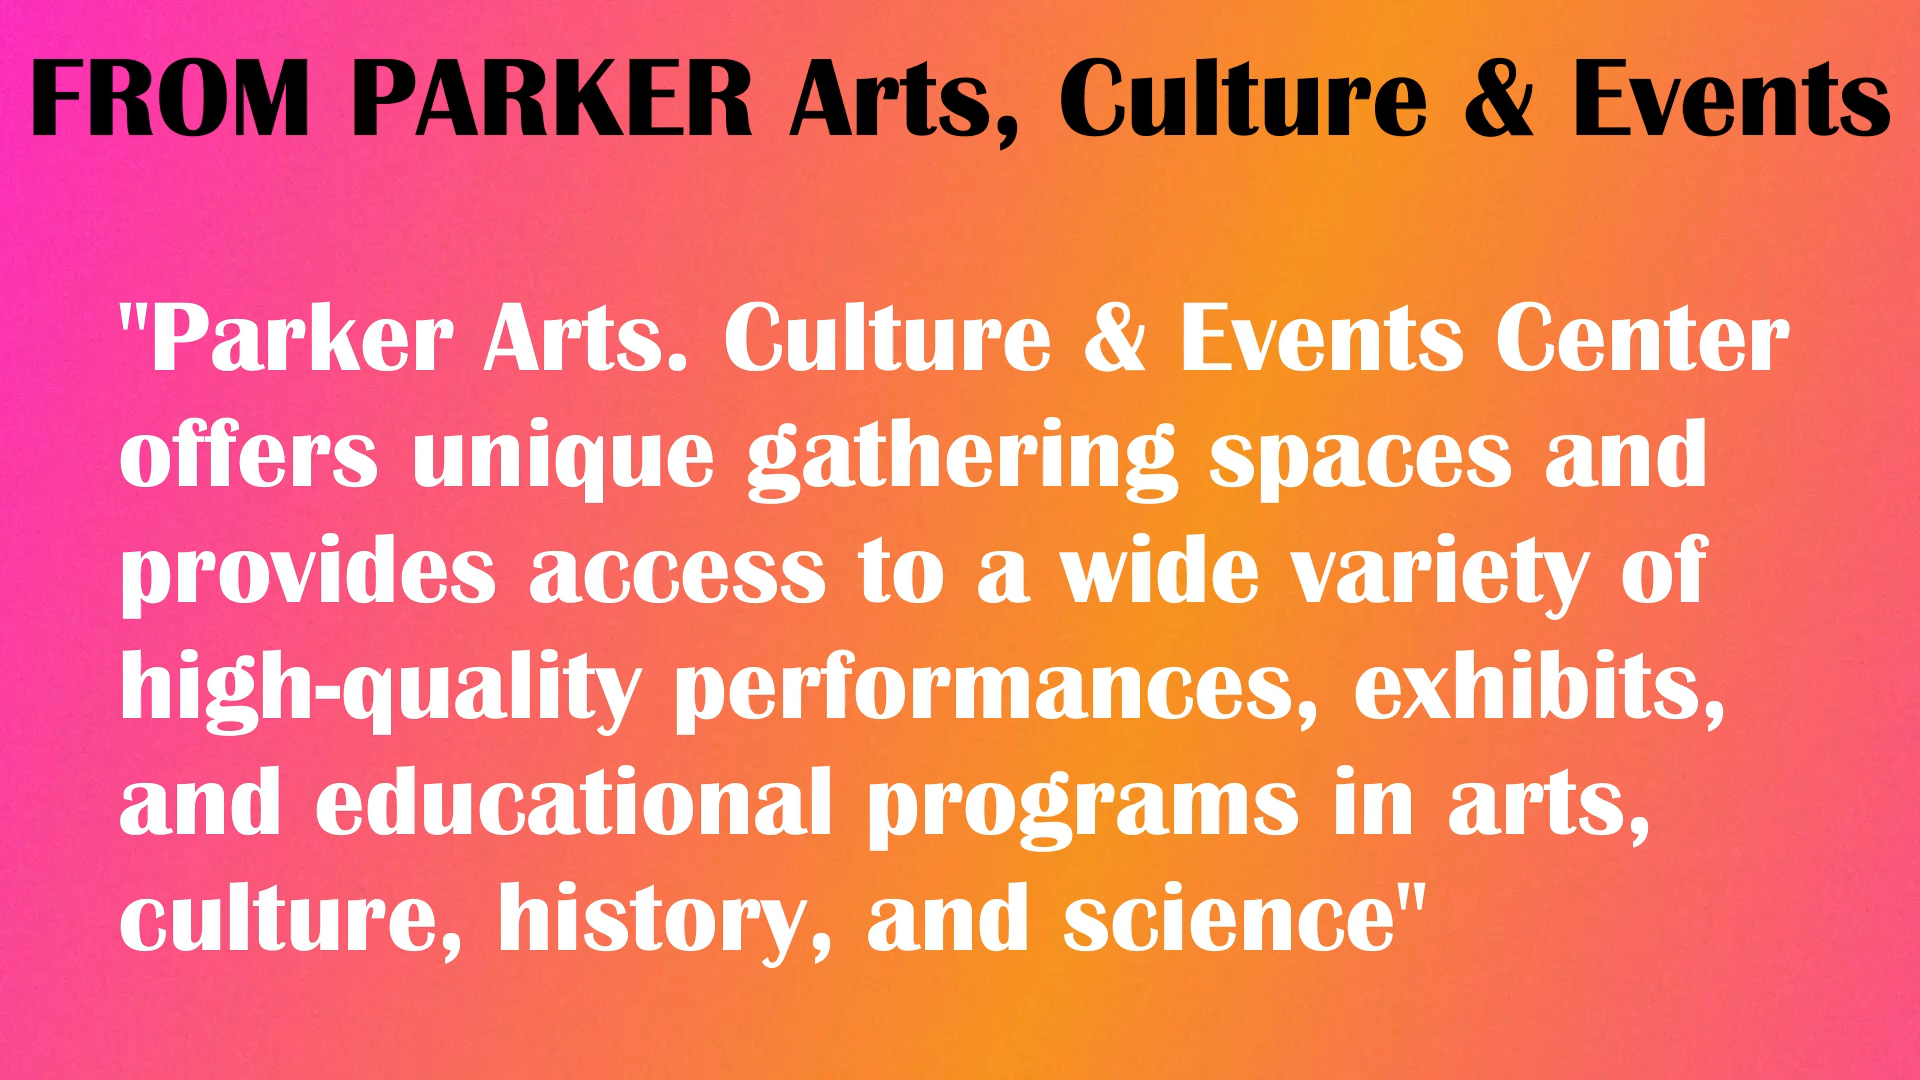 FROM PARKER Arts, Culture & Events
"Parker Arts. Culture & Events Center
offers unique gathering spaces and
provides access to a wide variety of
high-quality performances, exhibits,
and educational programs in arts,
culture, history, and science"